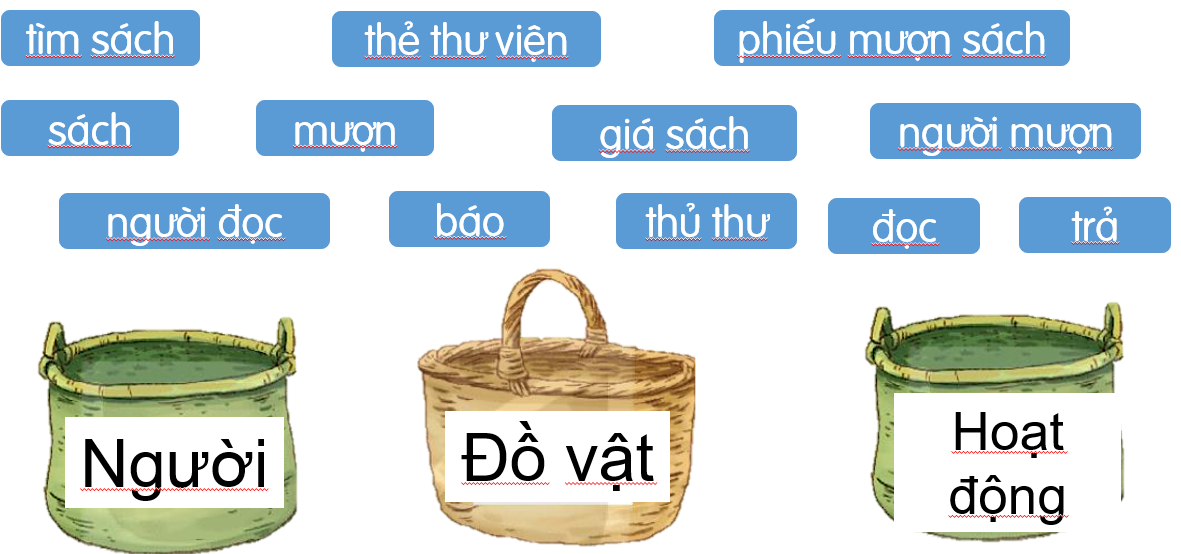 tìm sách
thẻ thư viện
phiếu mượn sách
sách
mượn
giá sách
người mượn
người đọc
báo
thủ thư
đọc
trả
Người
Đồ vật
Hoạt
động